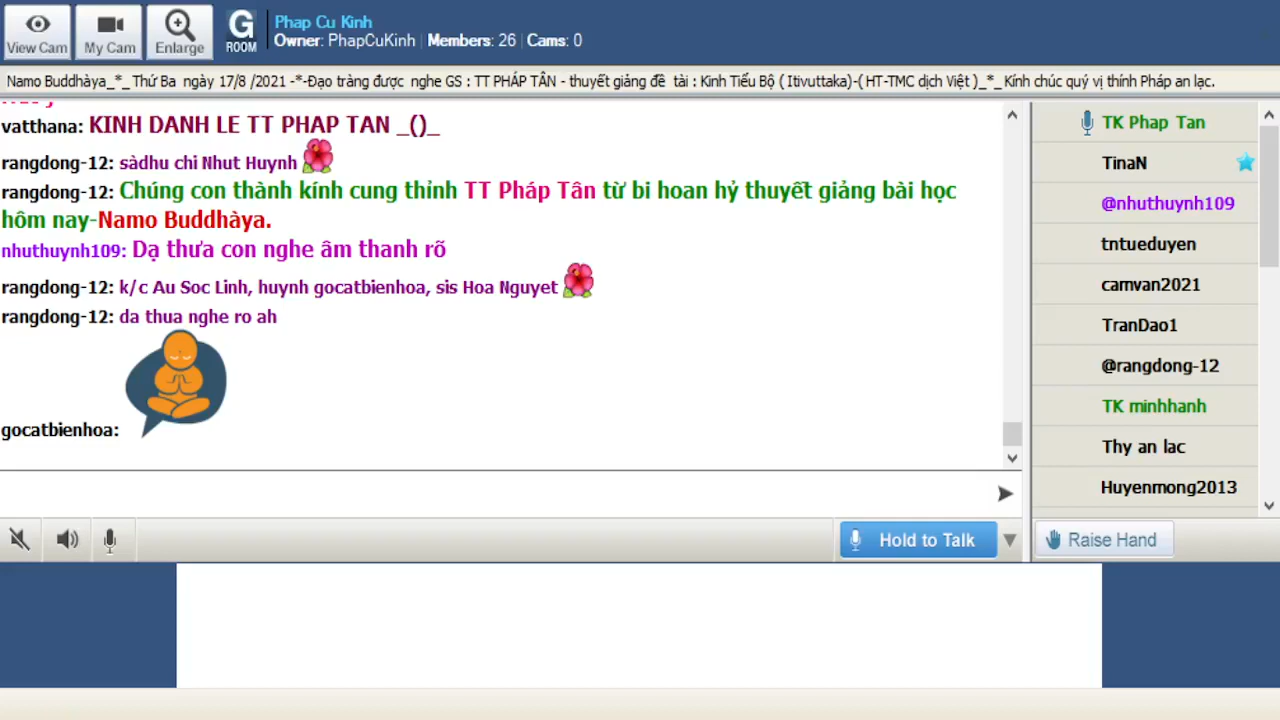 View Cam
My Cam
Enlarge
G
ROOM
Phap Cu Kinh
Owner: PhapCuKinh | Members: 26 | Cams: 0
Namo Buddhàya_*_Thứ Ba ngày 17/8 /2021 -*-Đạo tràng được nghe GS : TT PHÁP TÂN - thuyết giảng đề tài : Kinh Tiểu Bộ ( Itivuttaka)-( HT-TMC dịch Việt )_*_Kính chúc quý vị thính Pháp an lạc.
vatthana: KINH DANH LE TT PHAP TAN _()_
rangdong-12: sàdhu chi Nhut Huynh
rangdong-12: Chúng con thành kính cung thỉnh TT Pháp Tân từ bi hoan hỷ thuyết giảng bài học
hôm nay-Namo Buddhàya.
nhuthuynh109: Dạ thưa con nghe âm thanh rõ
rangdong-12: k/c Au Soc Linh, huynh gocatbienhoa, sis Hoa Nguyet
rangdong-12: da thua nghe ro ah
gocatbienhoa:
TK Phap Tan
TinaN
@nhuthuynh109
tntueduyen
camvan2021
TranDao1
@rangdong-12
TK minhhanh
Thy an lac
Huyenmong2013
Hold to Talk
Raise Hand